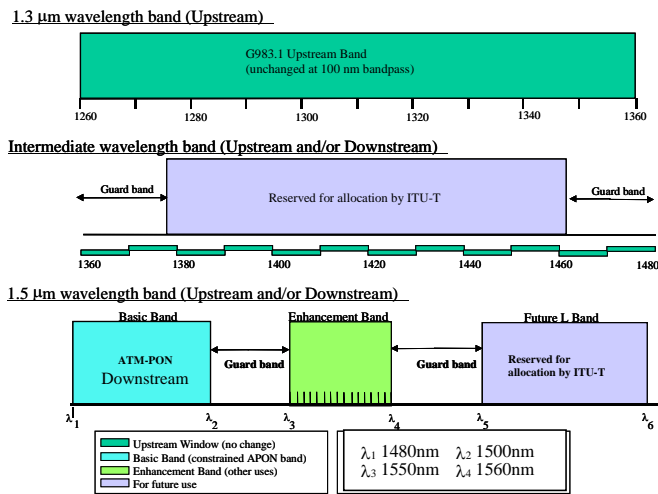 1.3 μm wavelength band (Upstream)
G983.1 Upstream Band
(unchanged at 100 nm bandpass)
1260 1280 1300 1320 1340 1360
Intermediate wavelength band (Upstream and/or Downstream)
Guard band
Reserved for allocation by ITU-T
Guard band
1360 1380 1400 1420 1440 1460 1480
1.5 μm wavelength band (Upstream and/or Downstream)
Basic Band Enhancement Band Future L Band
ATM-PON
Downstream
Guard band
Guard band
Reserved for
allocation by ITU-T
λ1 λ2 λ3 λ4 λ5 λ6
Upstream Window (no change)
Basic Band (constrained APON band)
Enhancement Band (other uses)
For future use
λ1 1480nm λ2 1500nm
λ3 1550nm λ4 1560nm